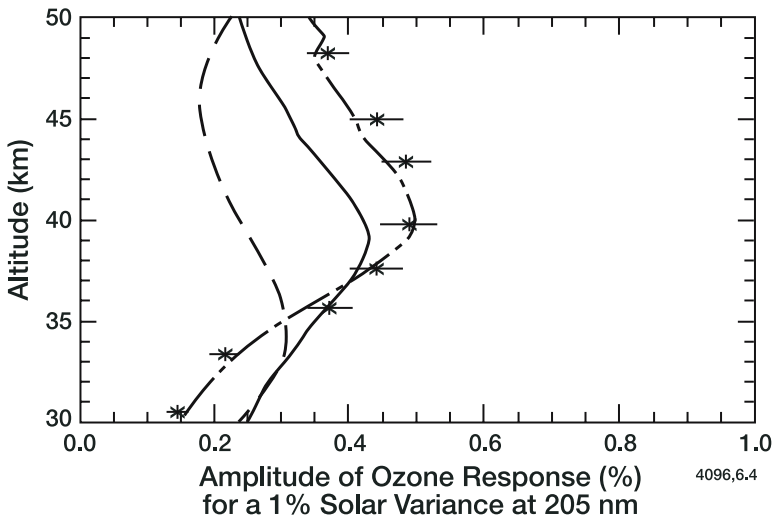 50
45
40
35
30
Altitude (km)
0.0 0.2 0.4 0.6 0.8 1.0
Amplitude of Ozone Response (%)
for a 1% Solar Variance at 205 nm
4096,6.4